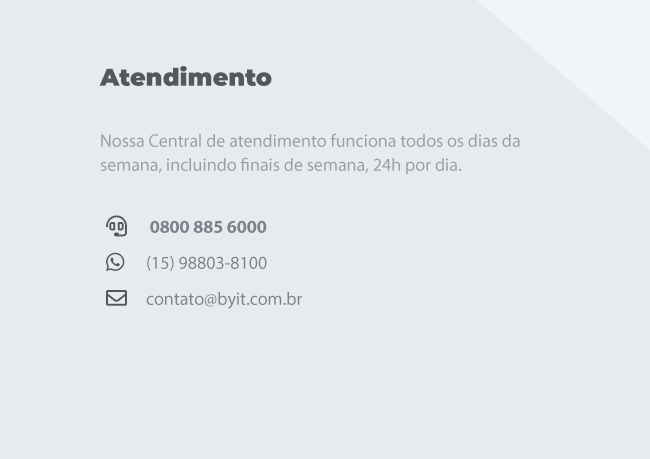 Atendimento
Nossa Central de atendimento funciona todos os dias da
semana, incluindo finais de semana, 24h por dia.
0800 885 6000
(15) 98803-8100
contato@byit.com.br